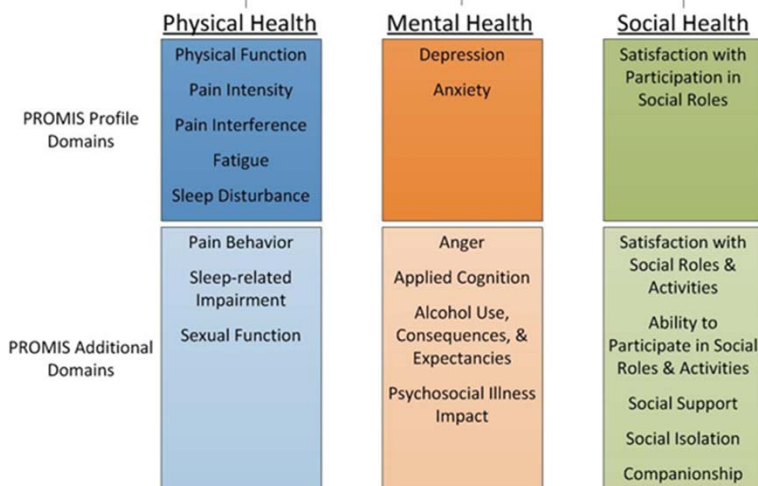 Physical Health
Mental Health
Social Health
PROMIS Profile
Domains
Physical Function
Pain Intensity
Pain Interference
Fatigue
Sleep Disturbance
Depression
Anxiety
Satisfaction with
Participation in
Social Roles
PROMIS Additional
Domains
Pain Behavior
Sleep-related
Impairment
Sexual Function
Anger
Applied Cognition
Alcohol Use,
Consequences, &
Expectancies
Psychosocial Illness
Impact
Satisfaction with
Social Roles &
Activities
Ability to
Participate in Social
Roles & Activities
Social Support
Social Isolation
Companionship